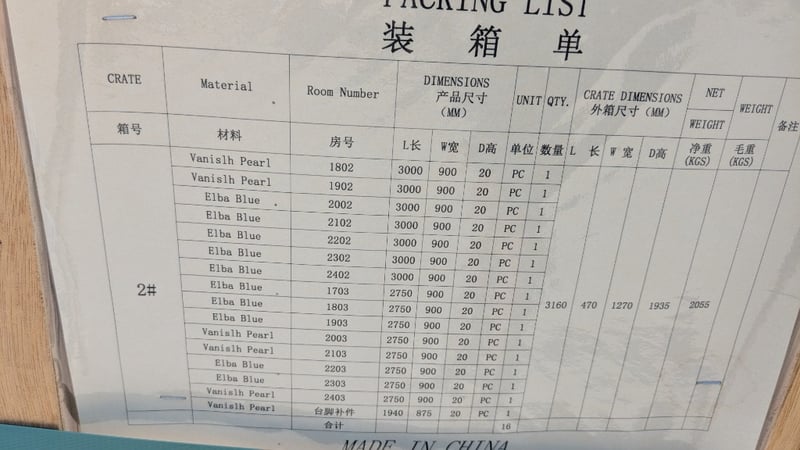 PACKING LIST
装 箱 单
CRATE Material Room Number DIMENSIONS 产品尺寸 (MM) UNIT QTY. CRATE DIMENSIONS 外箱尺寸 (MM) NET WEIGHT WEIGHT 备注
箱号 材料 房号 L长 W宽 D高 单位 数量 L 长 W 宽 D高 净重 (KGS) 毛重 (KGS)
2#
Vanislh Pearl 1802 3000 900 20 PC 1
Vanislh Pearl 1902 3000 900 20 PC 1
Elba Blue 2002 3000 900 20 PC 1
Elba Blue 2102 3000 900 20 PC 1
Elba Blue 2202 3000 900 20 PC 1
Elba Blue 2302 3000 900 20 PC 1
Elba Blue 2402 3000 900 20 PC 1
Elba Blue 1703 2750 900 20 PC 1
Elba Blue 1803 2750 900 20 PC 1
Elba Blue 1903 2750 900 20 PC 1
Vanislh Pearl 2003 2750 900 20 PC 1
Vanislh Pearl 2103 2750 900 20 PC 1
Elba Blue 2203 2750 900 20 PC 1
Elba Blue 2303 2750 900 20 PC 1
Vanislh Pearl 2403 2750 900 20 PC 1
Vanislh Pearl 台脚补件 1940 875 20 PC 1
3160 470 1270 1935 2055
合计 16
MADE IN CHINA